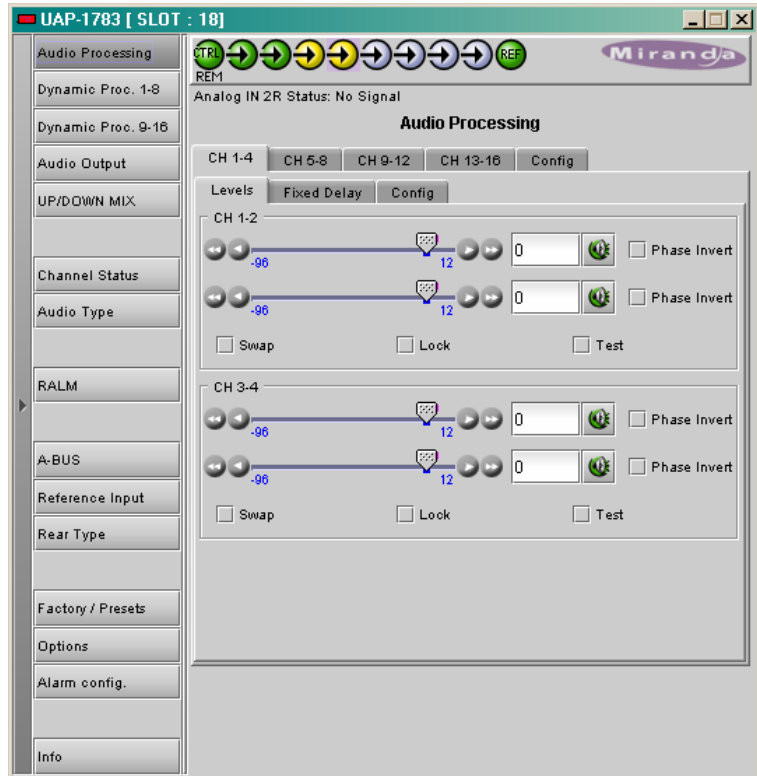 UAP-1783 [ SLOT : 18]
Audio Processing
Dynamic Proc. 1-8
Dynamic Proc. 9-16
Audio Output
UP/DOWN MIX
Channel Status
Audio Type
RALM
A-BUS
Reference Input
Rear Type
Factory / Presets
Options
Alarm config.
Info
CTRL REF Miranda
REM
Analog IN 2R Status: No Signal
Audio Processing
CH 1-4 CH 5-8 CH 9-12 CH 13-16 Config
Levels Fixed Delay Config
CH 1-2
-96 12 0 Phase Invert
-96 12 0 Phase Invert
Swap Lock Test
CH 3-4
-96 12 0 Phase Invert
-96 12 0 Phase Invert
Swap Lock Test